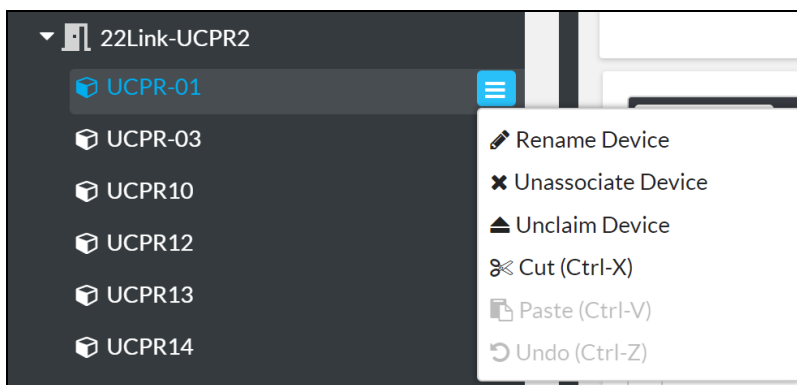 22Link-UCPR2
UCPR-01
UCPR-03
UCPR10
UCPR12
UCPR13
UCPR14
Rename Device
Unassociate Device
Unclaim Device
Cut (Ctrl-X)
Paste (Ctrl-V)
Undo (Ctrl-Z)